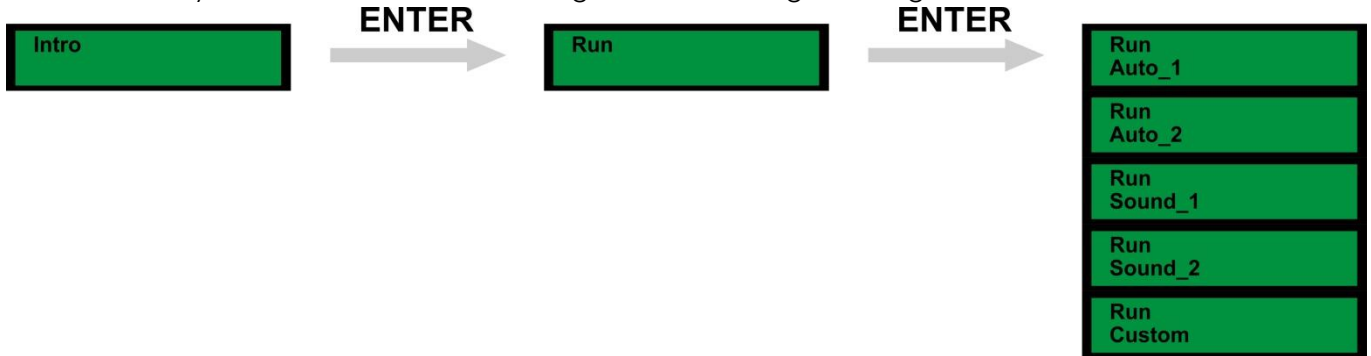 ENTER
ENTER
Intro
Run
Run
Auto_1
Run
Auto_2
Run
Sound_1
Run
Sound_2
Run
Custom